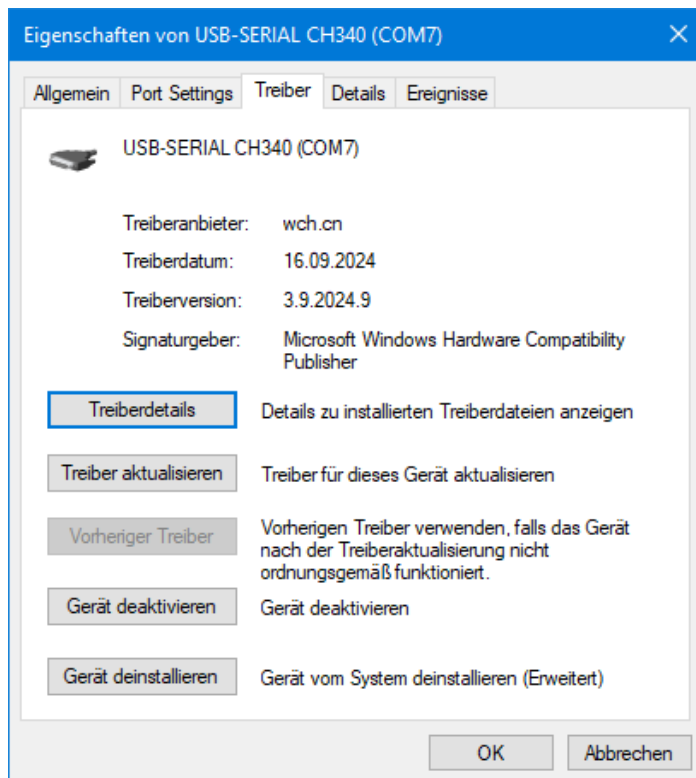 Eigenschaften von USB-SERIAL CH340 (COM7)
Allgemein Port Settings Treiber Details Ereignisse
USB-SERIAL CH340 (COM7)
Treiberanbieter: wch.cn
Treiberdatum: 16.09.2024
Treiberversion: 3.9.2024.9
Signaturgeber: Microsoft Windows Hardware Compatibility
Publisher
Treiberdetails Details zu installierten Treiberdateien anzeigen
Treiber aktualisieren Treiber für dieses Gerät aktualisieren
Vorheriger Treiber Vorherigen Treiber verwenden, falls das Gerät
nach der Treiberaktualisierung nicht
ordnungsgemäß funktioniert.
Gerät deaktivieren Gerät deaktivieren
Gerät deinstallieren Gerät vom System deinstallieren (Erweitert)
OK Abbrechen